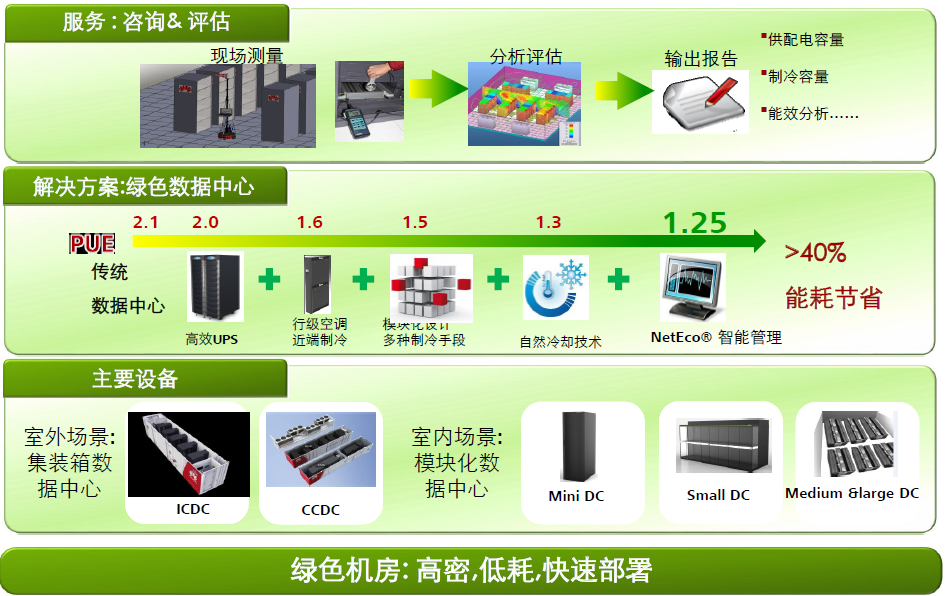 服务 : 咨询& 评估
现场测量
分析评估
输出报告
供配电容量
制冷容量
能效分析……
解决方案:绿色数据中心
2.1
2.0
1.6
1.5
1.3
1.25
PUE
传统
数据中心
>40%
能耗节省
高效UPS
行级空调
近端制冷
模块化设计
多种制冷手段
自然冷却技术
NetEco® 智能管理
主要设备
室外场景:
集装箱数
据中心
ICDC
CCDC
室内场景:
模块化数
据中心
Mini DC
Small DC
Medium &large DC
绿色机房: 高密,低耗,快速部署